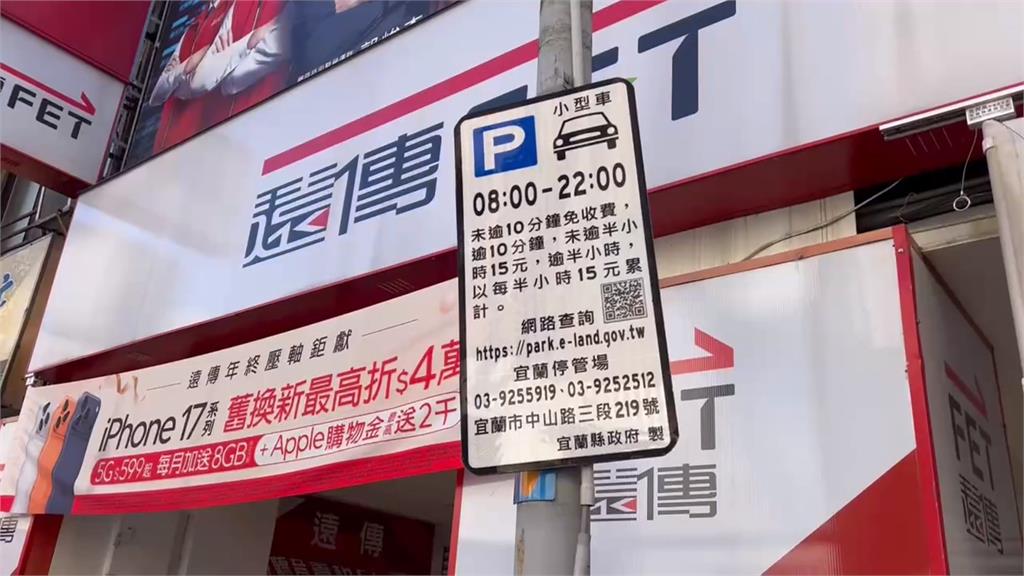 FET
遠傳
FET
P
小型車
08:00-22:00
未逾10分鐘免收費，
逾10分鐘，未逾半小
時15元，逾半小時，
以每半小時15元累
計。
網路查詢
https://park.e-land.gov.tw
宜蘭停管場
03-9255919、03-9252512
宜蘭市中山路三段219號
宜蘭縣政府 製
遠傳年終壓軸鉅獻
iPhone 17系列
舊換新最高折$4萬
5G $599起 每月加送8GB
+Apple購物金最高送2千
遠傳
FET
遠傳
FET
遠傳